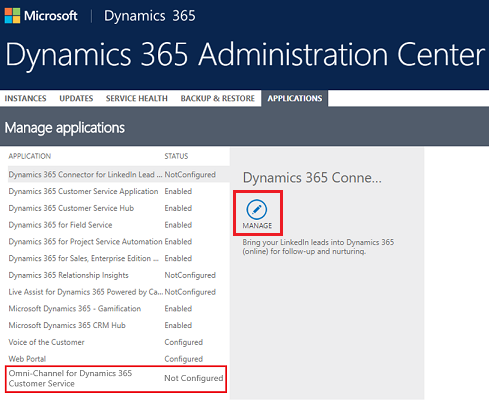 Microsoft Dynamics 365
Dynamics 365 Administration Center
INSTANCES UPDATES SERVICE HEALTH BACKUP & RESTORE APPLICATIONS
Manage applications
APPLICATION STATUS
Dynamics 365 Connector for LinkedIn Lead ... NotConfigured
Dynamics 365 Customer Service Application Enabled
Dynamics 365 Customer Service Hub Enabled
Dynamics 365 for Field Service Enabled
Dynamics 365 for Project Service Automation Enabled
Dynamics 365 for Sales, Enterprise Edition ... Enabled
Dynamics 365 Relationship Insights NotConfigured
Live Assist for Dynamics 365 Powered by Ca... NotConfigured
Microsoft Dynamics 365 - Gamification Enabled
Microsoft Dynamics 365 CRM Hub Enabled
Voice of the Customer Configured
Web Portal Configured
Omni-Channel for Dynamics 365
Customer Service Not Configured
Dynamics 365 Conne...
MANAGE
Bring your LinkedIn leads into Dynamics 365
(online) for follow-up and nurturing.